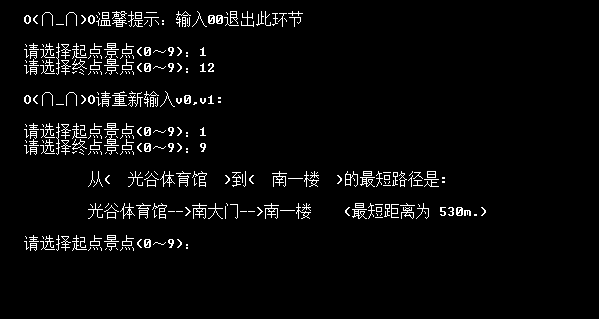 O(∩_∩)O温馨提示：输入00退出此环节
请选择起点景点(0～9)：1
请选择终点景点(0～9)：12
O(∩_∩)O请重新输入v0,v1:
请选择起点景点(0～9)：1
请选择终点景点(0～9)：9
从( 光谷体育馆 )到( 南一楼 )的最短路径是：
光谷体育馆-->南大门-->南一楼 (最短距离为 530m.)
请选择起点景点(0～9)：